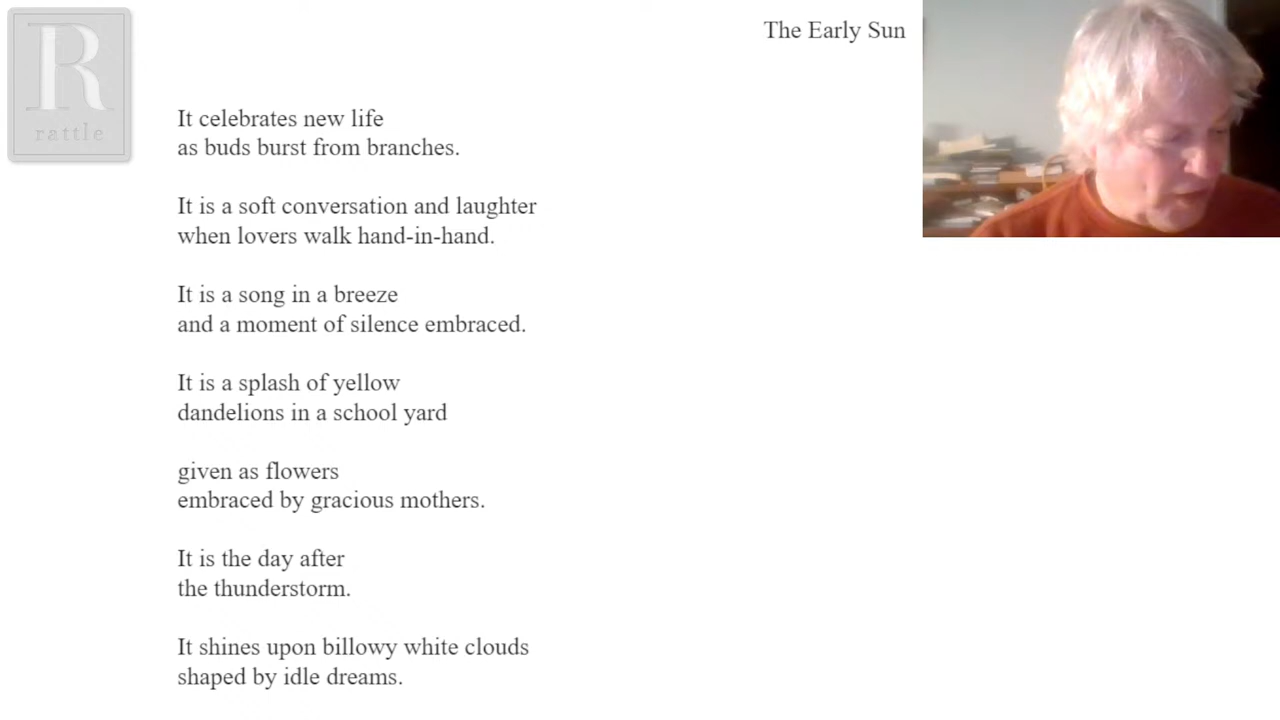 R
rattle
The Early Sun
It celebrates new life
as buds burst from branches.
It is a soft conversation and laughter
when lovers walk hand-in-hand.
It is a song in a breeze
and a moment of silence embraced.
It is a splash of yellow
dandelions in a school yard
given as flowers
embraced by gracious mothers.
It is the day after
the thunderstorm.
It shines upon billowy white clouds
shaped by idle dreams.